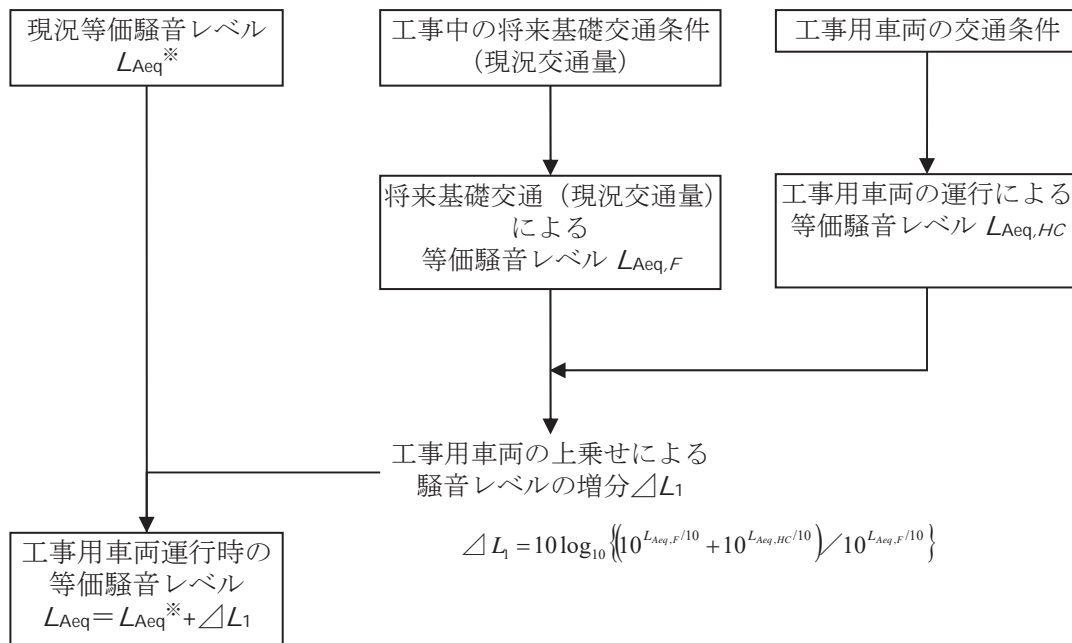 現況等価騒音レベル
LAeq※
工事中の将来基礎交通条件
(現況交通量)
工事用車両の交通条件
将来基礎交通(現況交通量)
による
等価騒音レベル LAeq,F
工事用車両の運行による
等価騒音レベル LAeq,HC
工事用車両の上乗せによる
騒音レベルの増分⊿L1
⊿L1=10log10{(10^{LAeq,F/10}+10^{LAeq,HC/10})/10^{LAeq,F/10}}
工事用車両運行時の
等価騒音レベル
LAeq=LAeq※+⊿L1